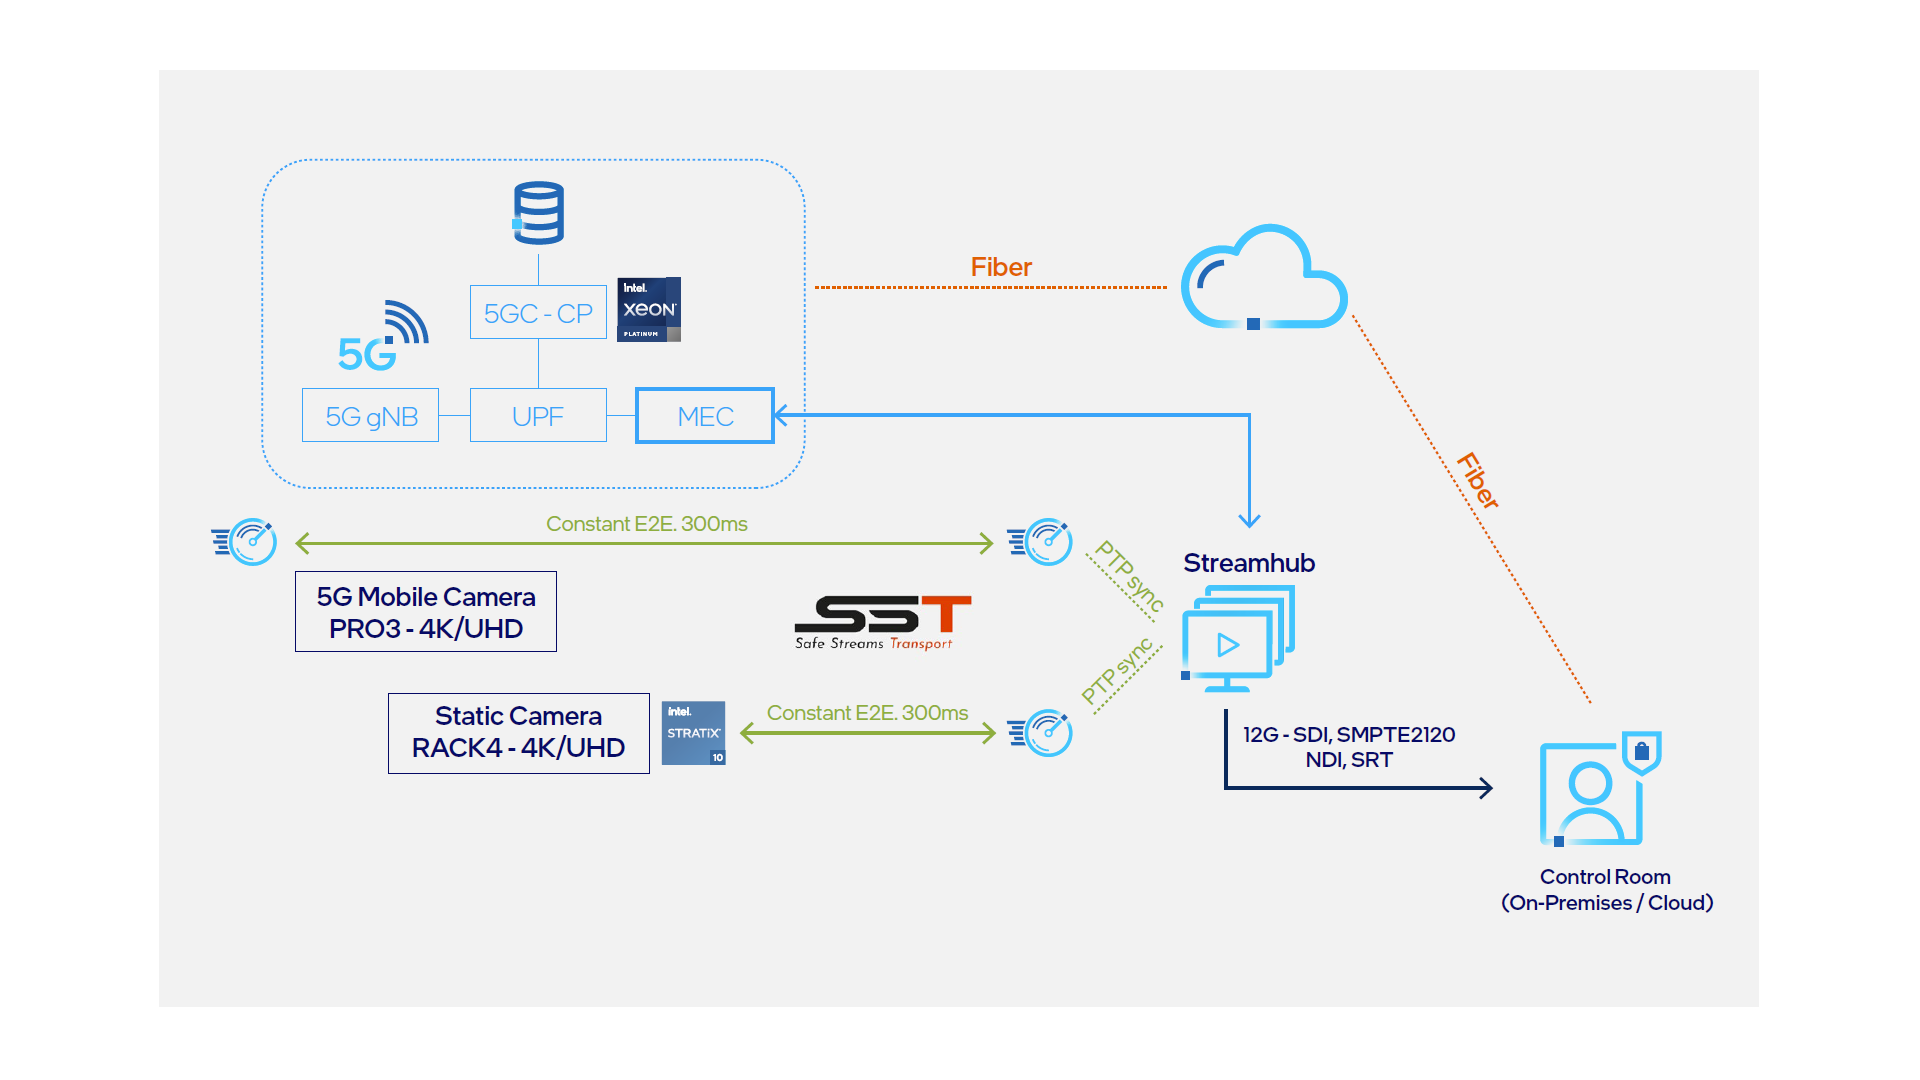 5GC - CP
intel.
XEON
PLATINUM
5G
5G gNB
UPF
MEC
Fiber
Fiber
Constant E2E. 300ms
PTP sync
Streamhub
5G Mobile Camera
PRO3 - 4K/UHD
SST
Safe Streams Transport
PTP sync
Static Camera
RACK4 - 4K/UHD
intel.
STRATIX
10
Constant E2E. 300ms
12G - SDI, SMPTE2120
NDI, SRT
Control Room
(On-Premises / Cloud)